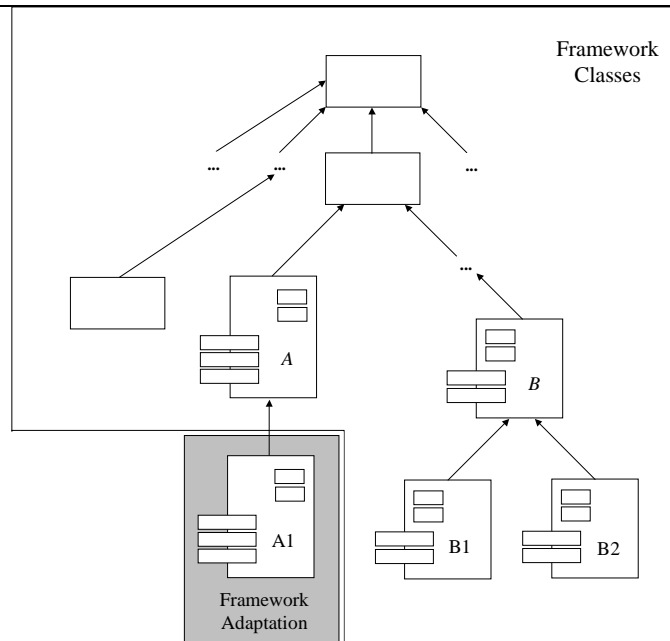 Framework
Classes
...
...
...
...
A
B
A1
B1
B2
Framework
Adaptation